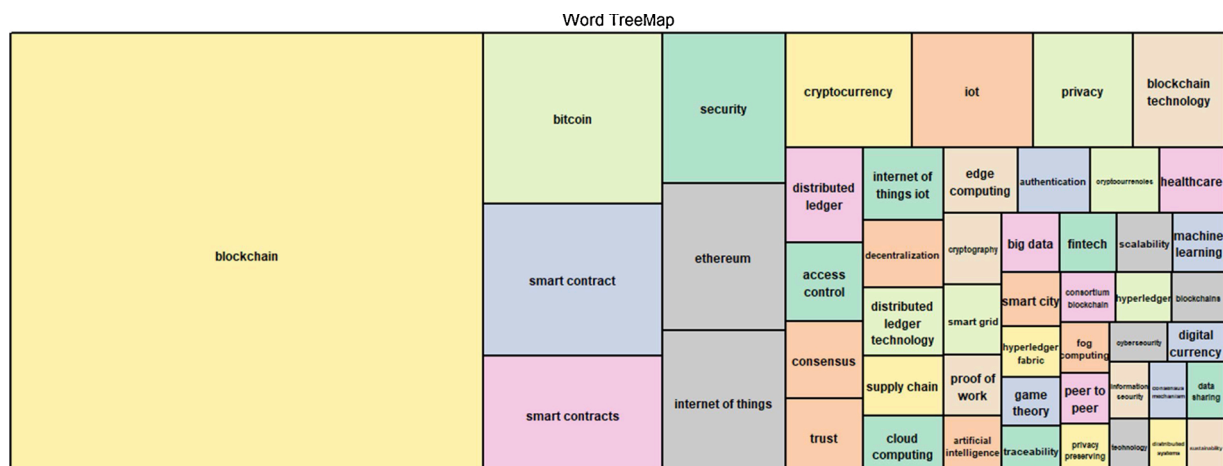 Word TreeMap
blockchain
bitcoin
smart contract
smart contracts
security
ethereum
internet of things
cryptocurrency
iot
privacy
blockchain
technology
distributed
ledger
access
control
consensus
trust
internet of
things iot
decentralization
distributed
ledger
technology
supply chain
cloud
computing
edge
computing
authentication
cryptocurrencies
healthcare
cryptography
smart grid
proof of
work
artificial
intelligence
big data
fintech
scalability
machine
learning
smart city
consortium
blockchain
hyperledger
blockchains
hyperledger
fabric
fog
computing
cybersecurity
digital
currency
game
theory
peer to
peer
information
security
consensus
mechanism
data
sharing
traceability
privacy
preserving
technology
distributed
systems
sustainability